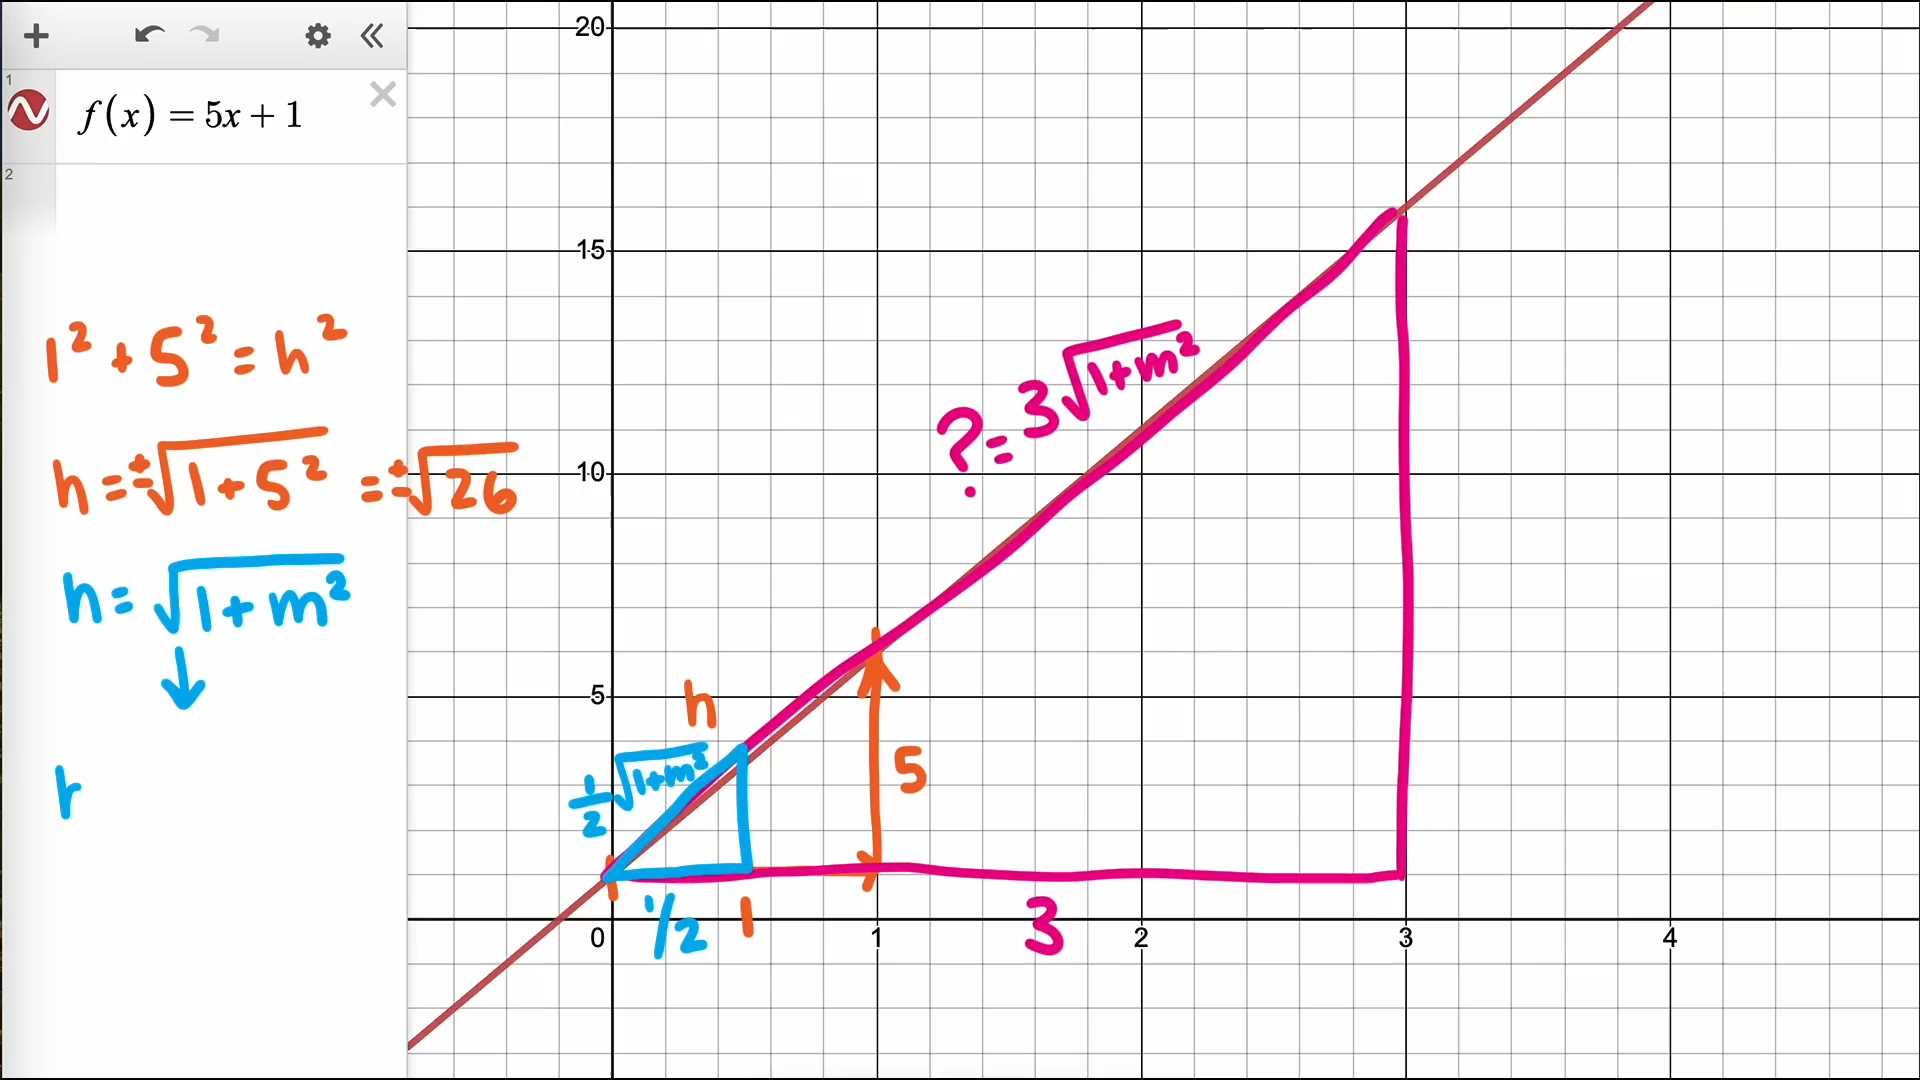 1
f(x) = 5x + 1
2
1² + 5² = h²
h = ±√(1 + 5²) = ±√26
h = √(1 + m²)
20
15
10
5
0
1
2
3
4
? = 3√(1+m²)
h
½√(1+m²)
5
1/2
1
3